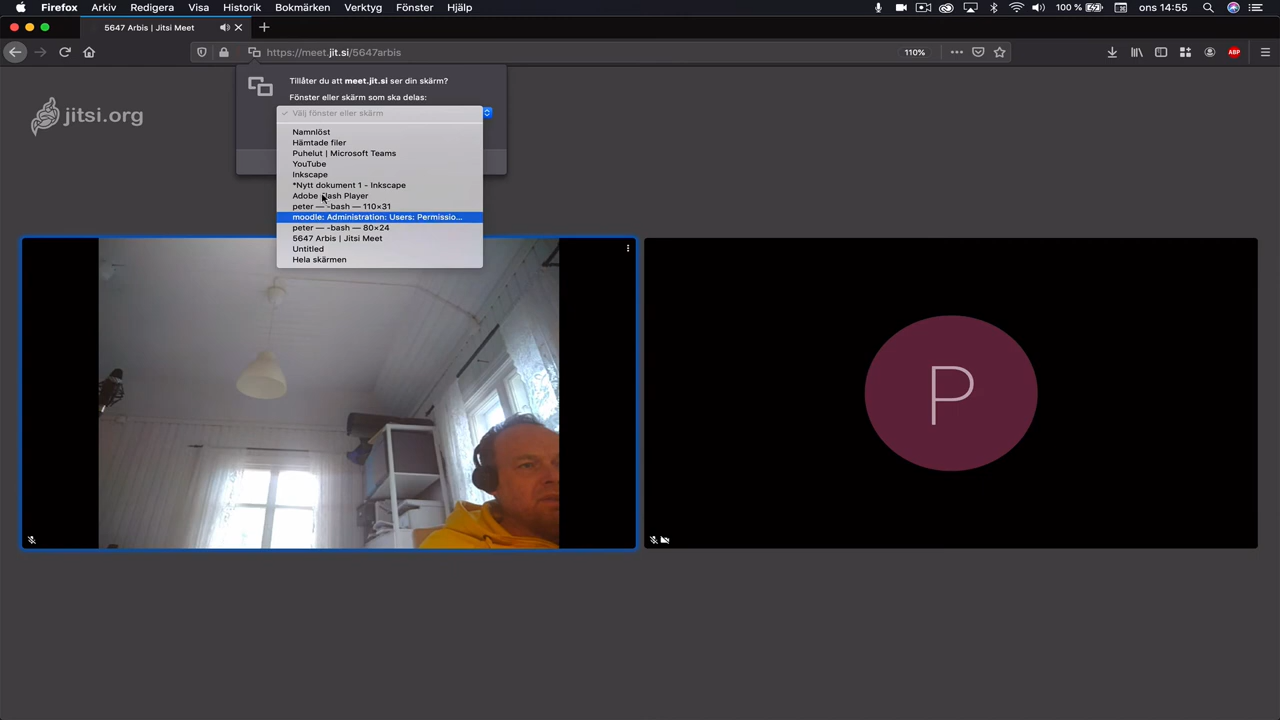 Firefox Arkiv Redigera Visa Historik Bokmärken Verktyg Fönster Hjälp 100 % ons 14:55
5647 Arbis | Jitsi Meet
https://meet.jit.si/5647arbis 110% ABP
Tillåter du att meet.jit.si ser din skärm?
Fönster eller skärm som ska delas:
Välj fönster eller skärm
Namnlöst
Hämtade filer
Puhelut | Microsoft Teams
YouTube
Inkscape
*Nytt dokument 1 - Inkscape
Adobe Flash Player
peter — -bash — 110×31
moodle: Administration: Users: Permissio...
peter — -bash — 80×24
5647 Arbis | Jitsi Meet
Untitled
Hela skärmen
jitsi.org
P